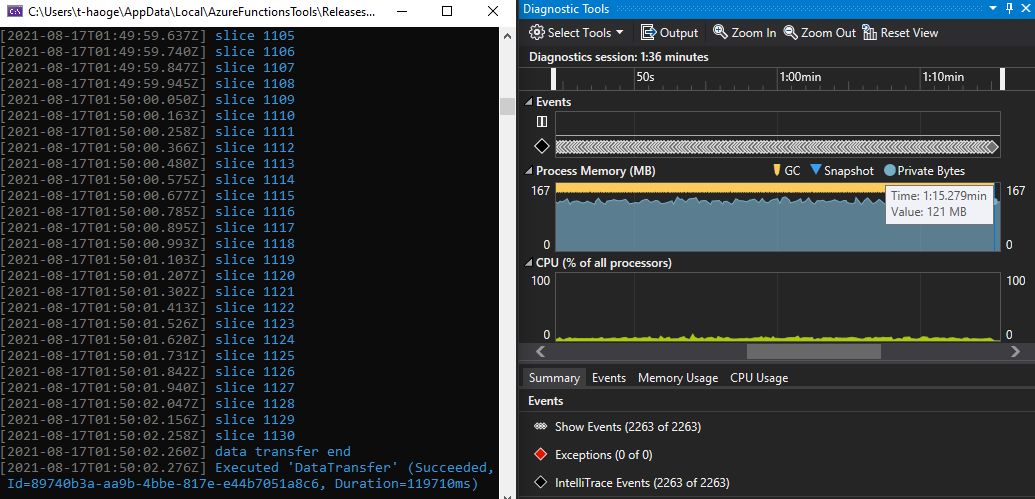 C:\Users\t-haoge\AppData\Local\AzureFunctionsTools\Releases...
[2021-08-17T01:49:59.637Z] slice 1105
[2021-08-17T01:49:59.740Z] slice 1106
[2021-08-17T01:49:59.847Z] slice 1107
[2021-08-17T01:49:59.945Z] slice 1108
[2021-08-17T01:50:00.050Z] slice 1109
[2021-08-17T01:50:00.163Z] slice 1110
[2021-08-17T01:50:00.258Z] slice 1111
[2021-08-17T01:50:00.366Z] slice 1112
[2021-08-17T01:50:00.480Z] slice 1113
[2021-08-17T01:50:00.575Z] slice 1114
[2021-08-17T01:50:00.677Z] slice 1115
[2021-08-17T01:50:00.785Z] slice 1116
[2021-08-17T01:50:00.895Z] slice 1117
[2021-08-17T01:50:00.993Z] slice 1118
[2021-08-17T01:50:01.103Z] slice 1119
[2021-08-17T01:50:01.207Z] slice 1120
[2021-08-17T01:50:01.302Z] slice 1121
[2021-08-17T01:50:01.413Z] slice 1122
[2021-08-17T01:50:01.526Z] slice 1123
[2021-08-17T01:50:01.620Z] slice 1124
[2021-08-17T01:50:01.731Z] slice 1125
[2021-08-17T01:50:01.842Z] slice 1126
[2021-08-17T01:50:01.940Z] slice 1127
[2021-08-17T01:50:02.047Z] slice 1128
[2021-08-17T01:50:02.156Z] slice 1129
[2021-08-17T01:50:02.258Z] slice 1130
[2021-08-17T01:50:02.260Z] data transfer end
[2021-08-17T01:50:02.276Z] Executed 'DataTransfer' (Succeeded,
Id=89740b3a-aa9b-4bbe-817e-e44b7051a8c6, Duration=119710ms)
Diagnostic Tools
Select Tools Output Zoom In Zoom Out Reset View
Diagnostics session: 1:36 minutes
50s 1:00min 1:10min
Events
Process Memory (MB) GC Snapshot Private Bytes
167 167
Time: 1:15.279min
Value: 121 MB
0 0
CPU (% of all processors)
100 100
0 0
Summary Events Memory Usage CPU Usage
Events
Show Events (2263 of 2263)
Exceptions (0 of 0)
IntelliTrace Events (2263 of 2263)